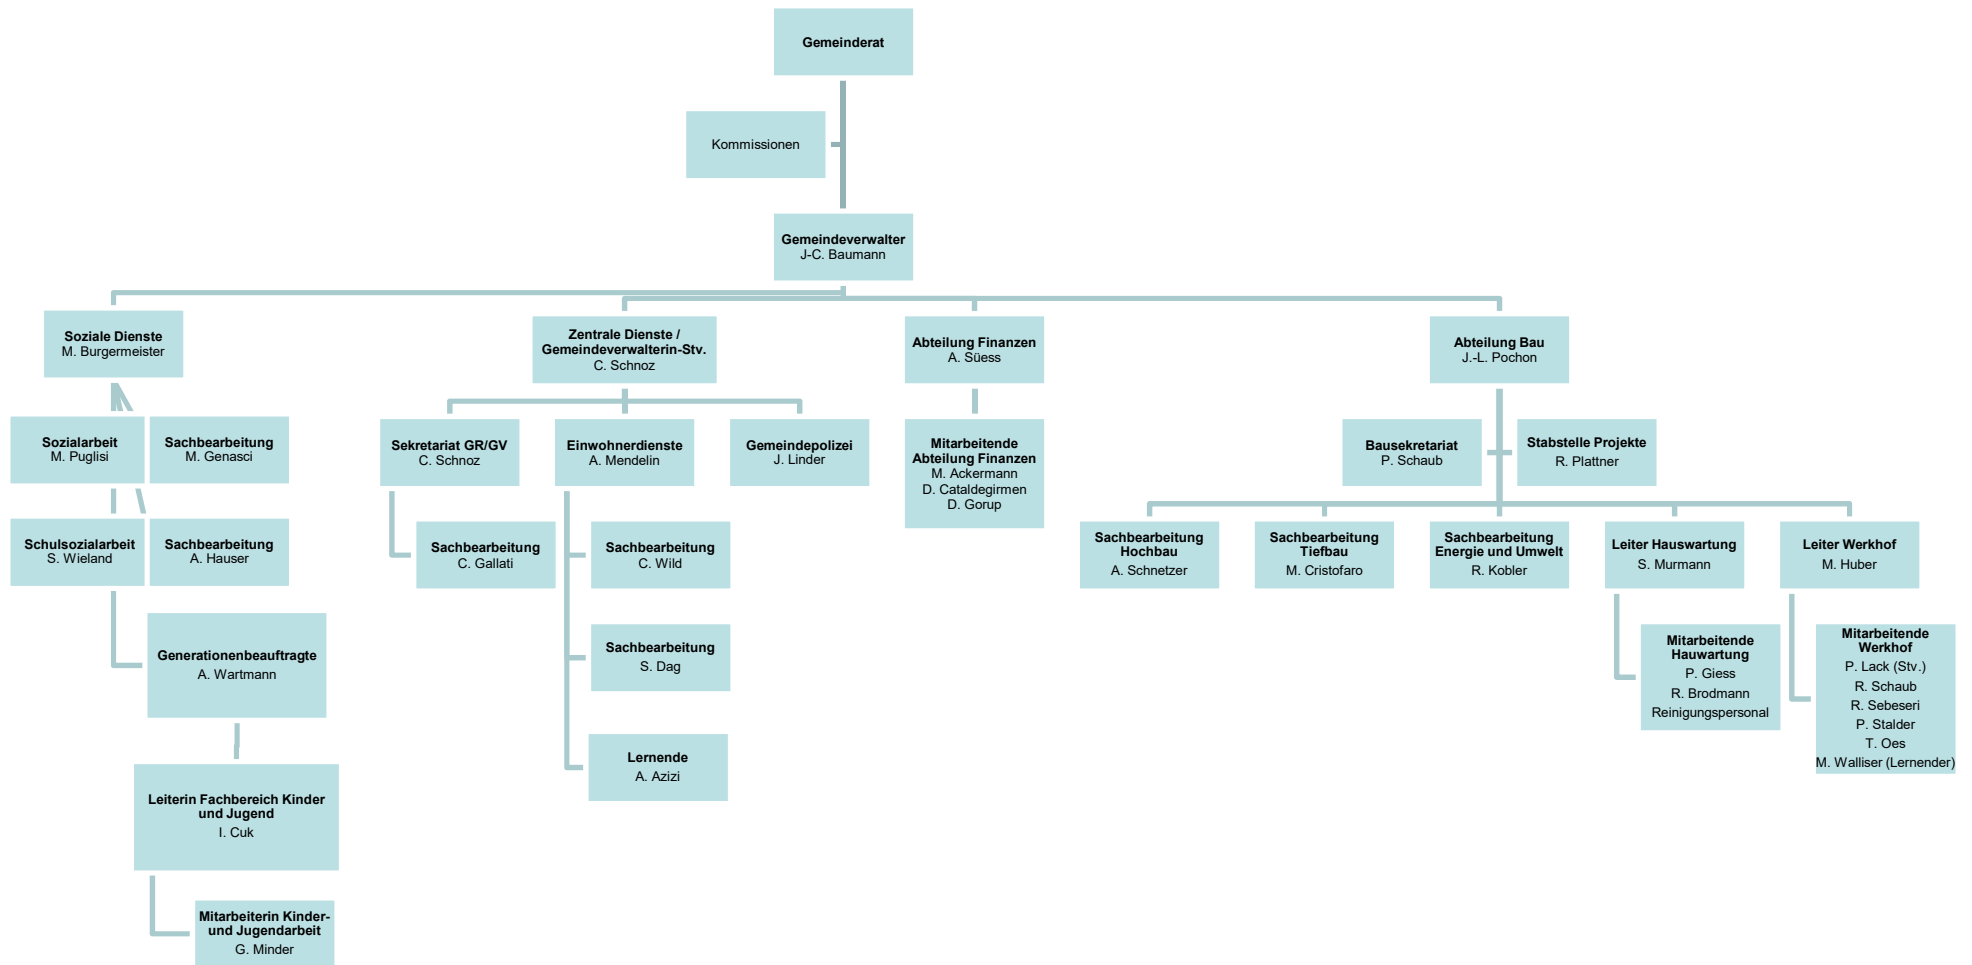 Gemeinderat
Kommissionen
Gemeindeverwalter
J-C. Baumann
Soziale Dienste
M. Burgermeister
Zentrale Dienste /
Gemeindeverwalterin-Stv.
C. Schnoz
Abteilung Finanzen
A. Süess
Abteilung Bau
J.-L. Pochon
Sozialarbeit
M. Puglisi
Sachbearbeitung
M. Genasci
Sekretariat GR/GV
C. Schnoz
Einwohnerdienste
A. Mendelin
Gemeindepolizei
J. Linder
Mitarbeitende
Abteilung Finanzen
M. Ackermann
D. Cataldegirmen
D. Gorup
Bausekretariat
P. Schaub
Stabstelle Projekte
R. Plattner
Schulsozialarbeit
S. Wieland
Sachbearbeitung
A. Hauser
Sachbearbeitung
C. Gallati
Sachbearbeitung
C. Wild
Sachbearbeitung
Hochbau
A. Schnetzer
Sachbearbeitung
Tiefbau
M. Cristofaro
Sachbearbeitung
Energie und Umwelt
R. Kobler
Leiter Hauswartung
S. Murmann
Leiter Werkhof
M. Huber
Generationenbeauftragte
A. Wartmann
Sachbearbeitung
S. Dag
Mitarbeitende
Hauwartung
P. Giess
R. Brodmann
Reinigungspersonal
Mitarbeitende
Werkhof
P. Lack (Stv.)
R. Schaub
R. Sebeseri
P. Stalder
T. Oes
M. Walliser (Lernender)
Lernende
A. Azizi
Leiterin Fachbereich Kinder
und Jugend
I. Cuk
Mitarbeiterin Kinder-
und Jugendarbeit
G. Minder